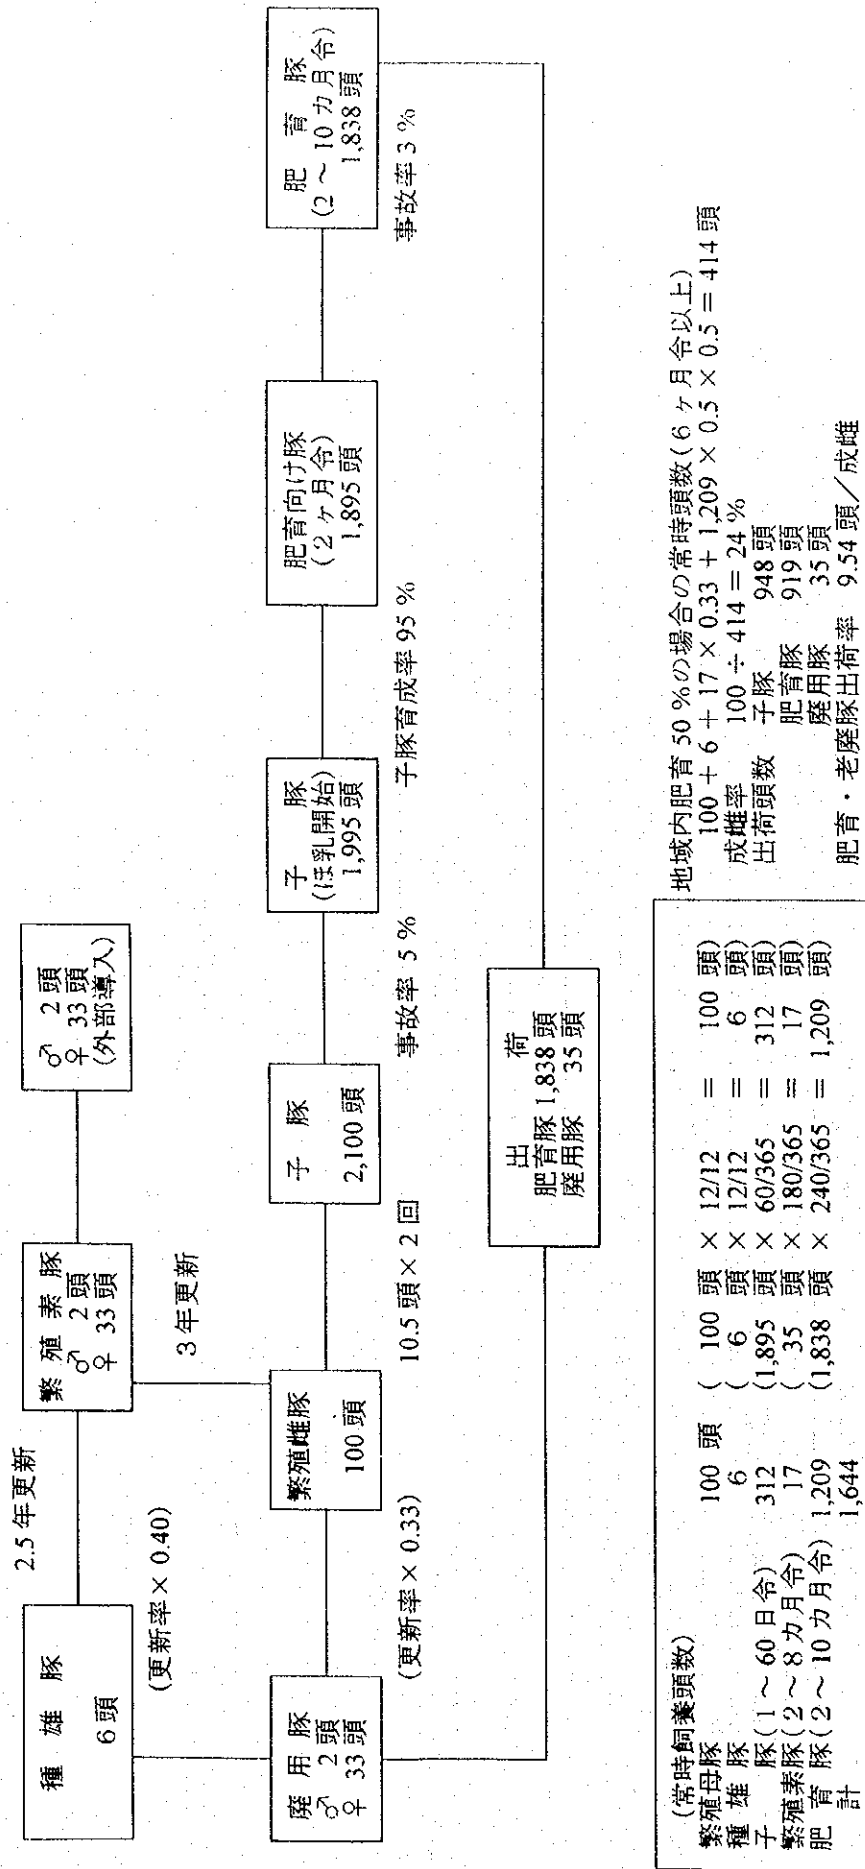 種雄豚
6頭
2.5年更新
(更新率×0.40)
繁殖素豚
♂ 2頭
♀ 33頭
3年更新
♂ 2頭
♀ 33頭
(外部導入)
廃用豚
♂ 2頭
♀ 33頭
(更新率×0.33)
繁殖雌豚
100頭
10.5頭×2回
子豚
2,100頭
事故率 5%
子豚
(ほ乳開始)
1,995頭
子豚育成率 95%
肥育向け豚
(2ヶ月令)
1,895頭
肥育豚
(2～10カ月令)
1,838頭
事故率 3%
出荷
肥育豚 1,838頭
廃用豚 35頭
(常時飼養頭数)
繁殖母豚 100頭 ( 100頭 × 12/12 = 100頭)
種雄豚 6 ( 6頭 × 12/12 = 6頭)
子豚(1～60日令) 312 (1,895頭 × 60/365 = 312頭)
繁殖素豚(2～8カ月令) 17 ( 35頭 × 180/365 = 17頭)
肥育豚(2～10カ月令) 1,209 (1,838頭 × 240/365 = 1,209頭)
計 1,644
地域内肥育50%の場合の常時頭数(6ヶ月令以上)
100 + 6 + 17 × 0.33 + 1,209 × 0.5 × 0.5 = 414頭
成雌率 100 ÷ 414 = 24%
出荷頭数 子豚 948頭
肥育豚 919頭
廃用豚 35頭
肥育・老廃豚出荷率 9.54頭／成雌